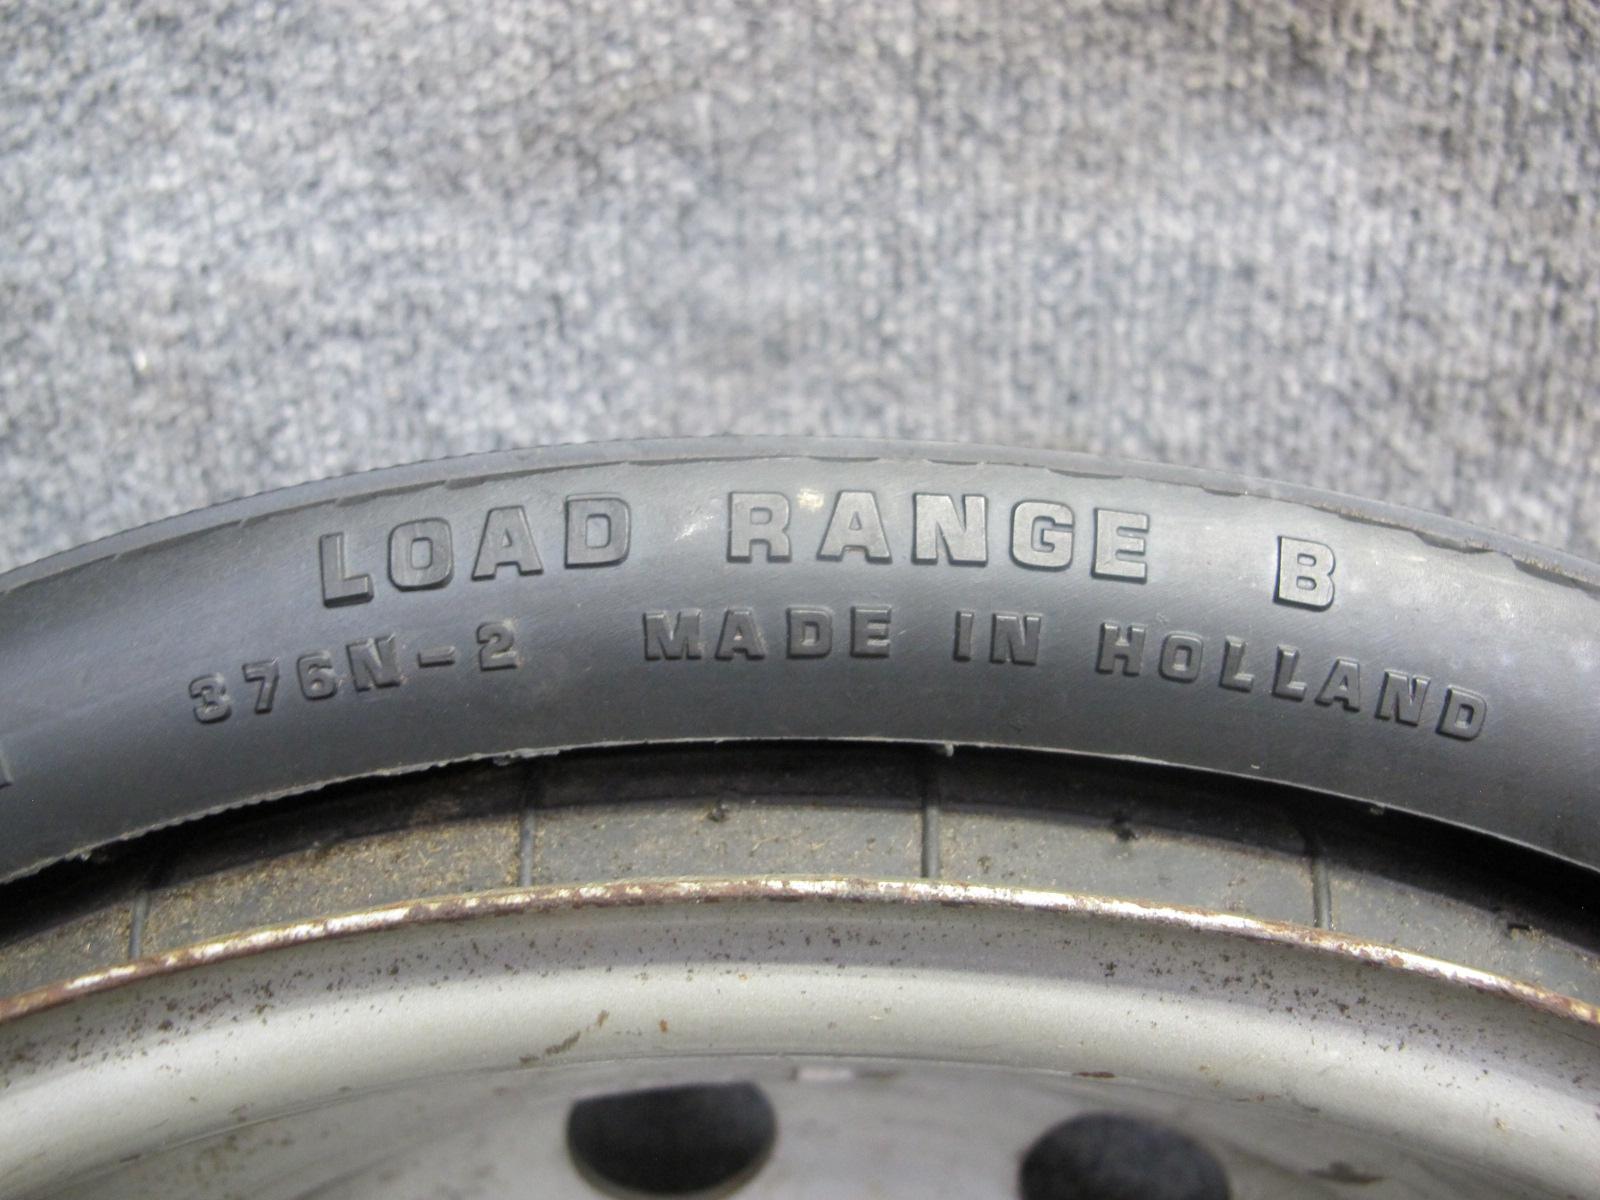 LOAD RANGE B
376N-2 MADE IN HOLLAND